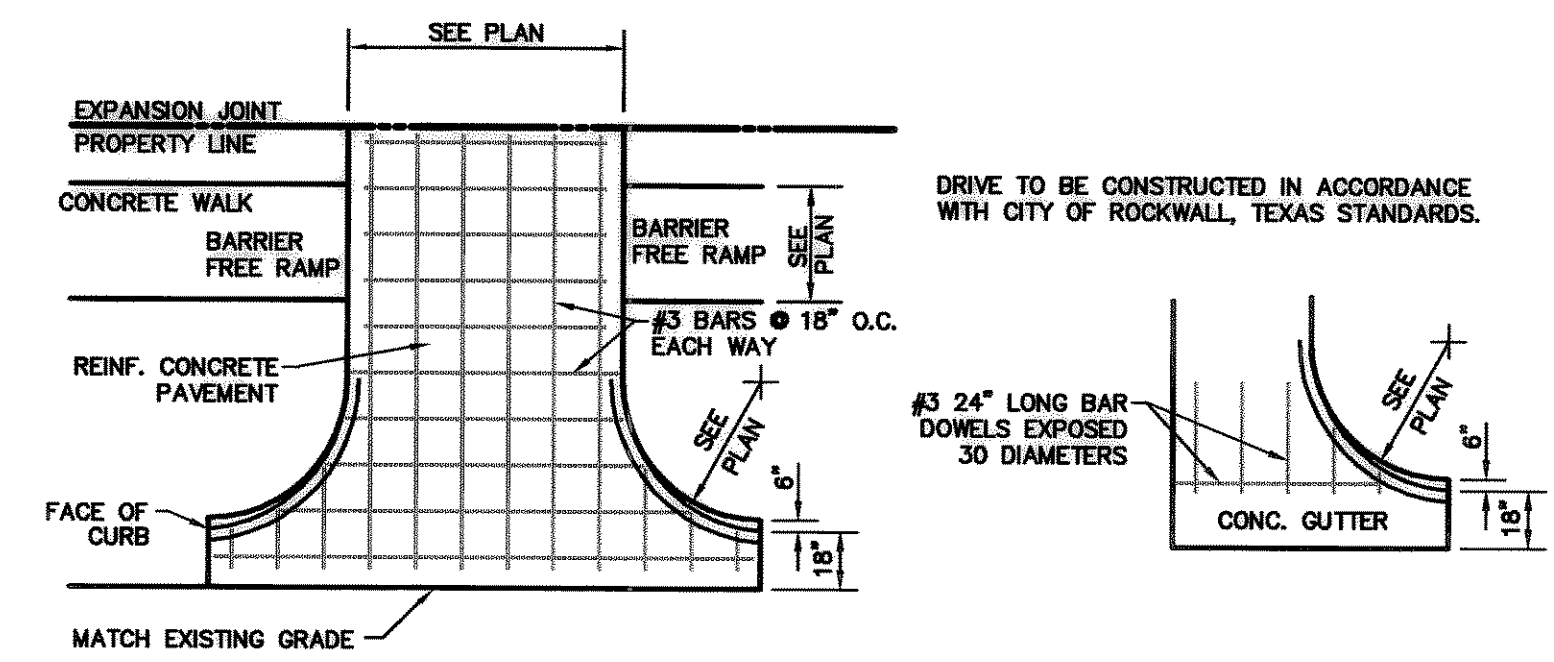 SEE PLAN
EXPANSION JOINT
PROPERTY LINE
CONCRETE WALK
BARRIER
FREE RAMP
BARRIER
FREE RAMP
SEE
PLAN
#3 BARS @ 18" O.C.
EACH WAY
REINF. CONCRETE
PAVEMENT
SEE
PLAN
6"
18"
FACE OF
CURB
MATCH EXISTING GRADE
DRIVE TO BE CONSTRUCTED IN ACCORDANCE
WITH CITY OF ROCKWALL, TEXAS STANDARDS.
#3 24" LONG BAR
DOWELS EXPOSED
30 DIAMETERS
SEE
PLAN
6"
18"
CONC. GUTTER